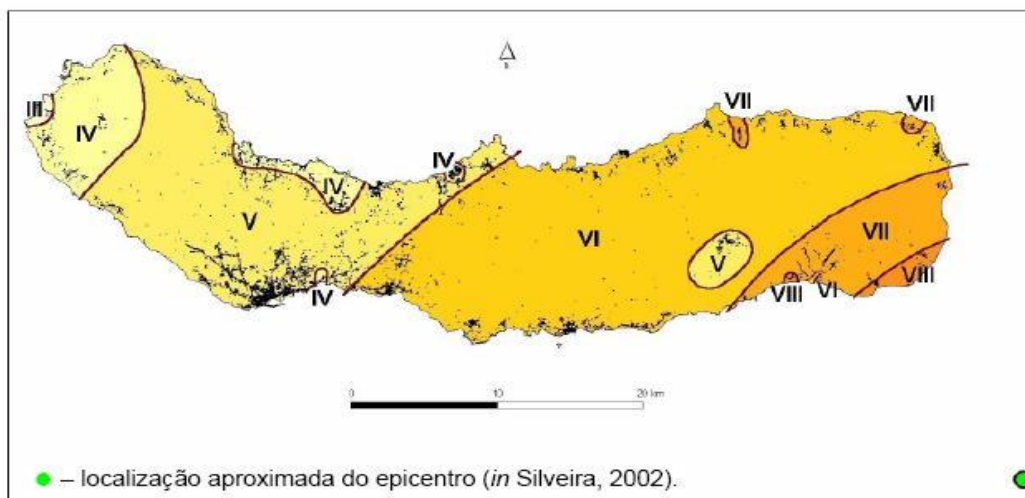 VII
VII
III
IV
IV
IV
V
VI
VII
V
VIII
IV
VIII
VI
0 10 20 km
● – localização aproximada do epicentro (in Silveira, 2002).